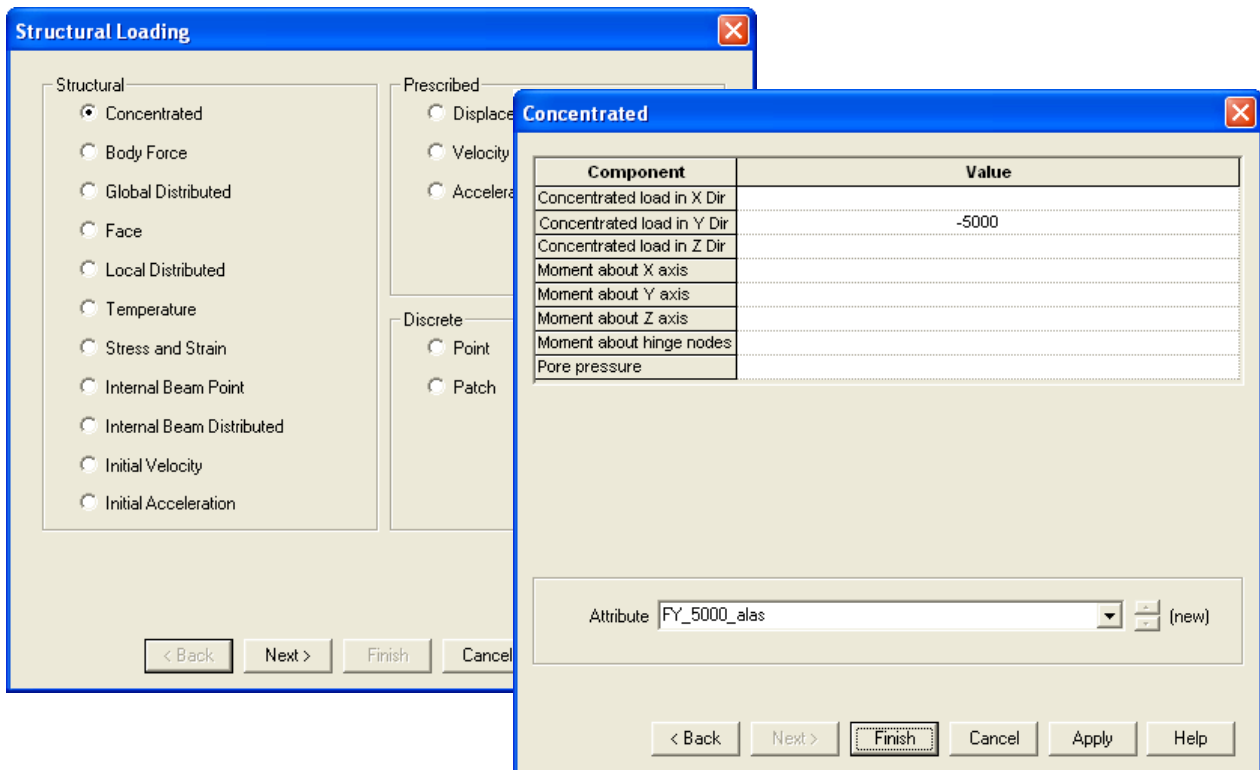 Structural Loading
Structural
Concentrated
Body Force
Global Distributed
Face
Local Distributed
Temperature
Stress and Strain
Internal Beam Point
Internal Beam Distributed
Initial Velocity
Initial Acceleration
Prescribed
Displace
Velocity
Accelera
Discrete
Point
Patch
< Back Next > Finish Cancel
Concentrated
Component Value
Concentrated load in X Dir
Concentrated load in Y Dir -5000
Concentrated load in Z Dir
Moment about X axis
Moment about Y axis
Moment about Z axis
Moment about hinge nodes
Pore pressure
Attribute FY_5000_alas (new)
< Back Next > Finish Cancel Apply Help